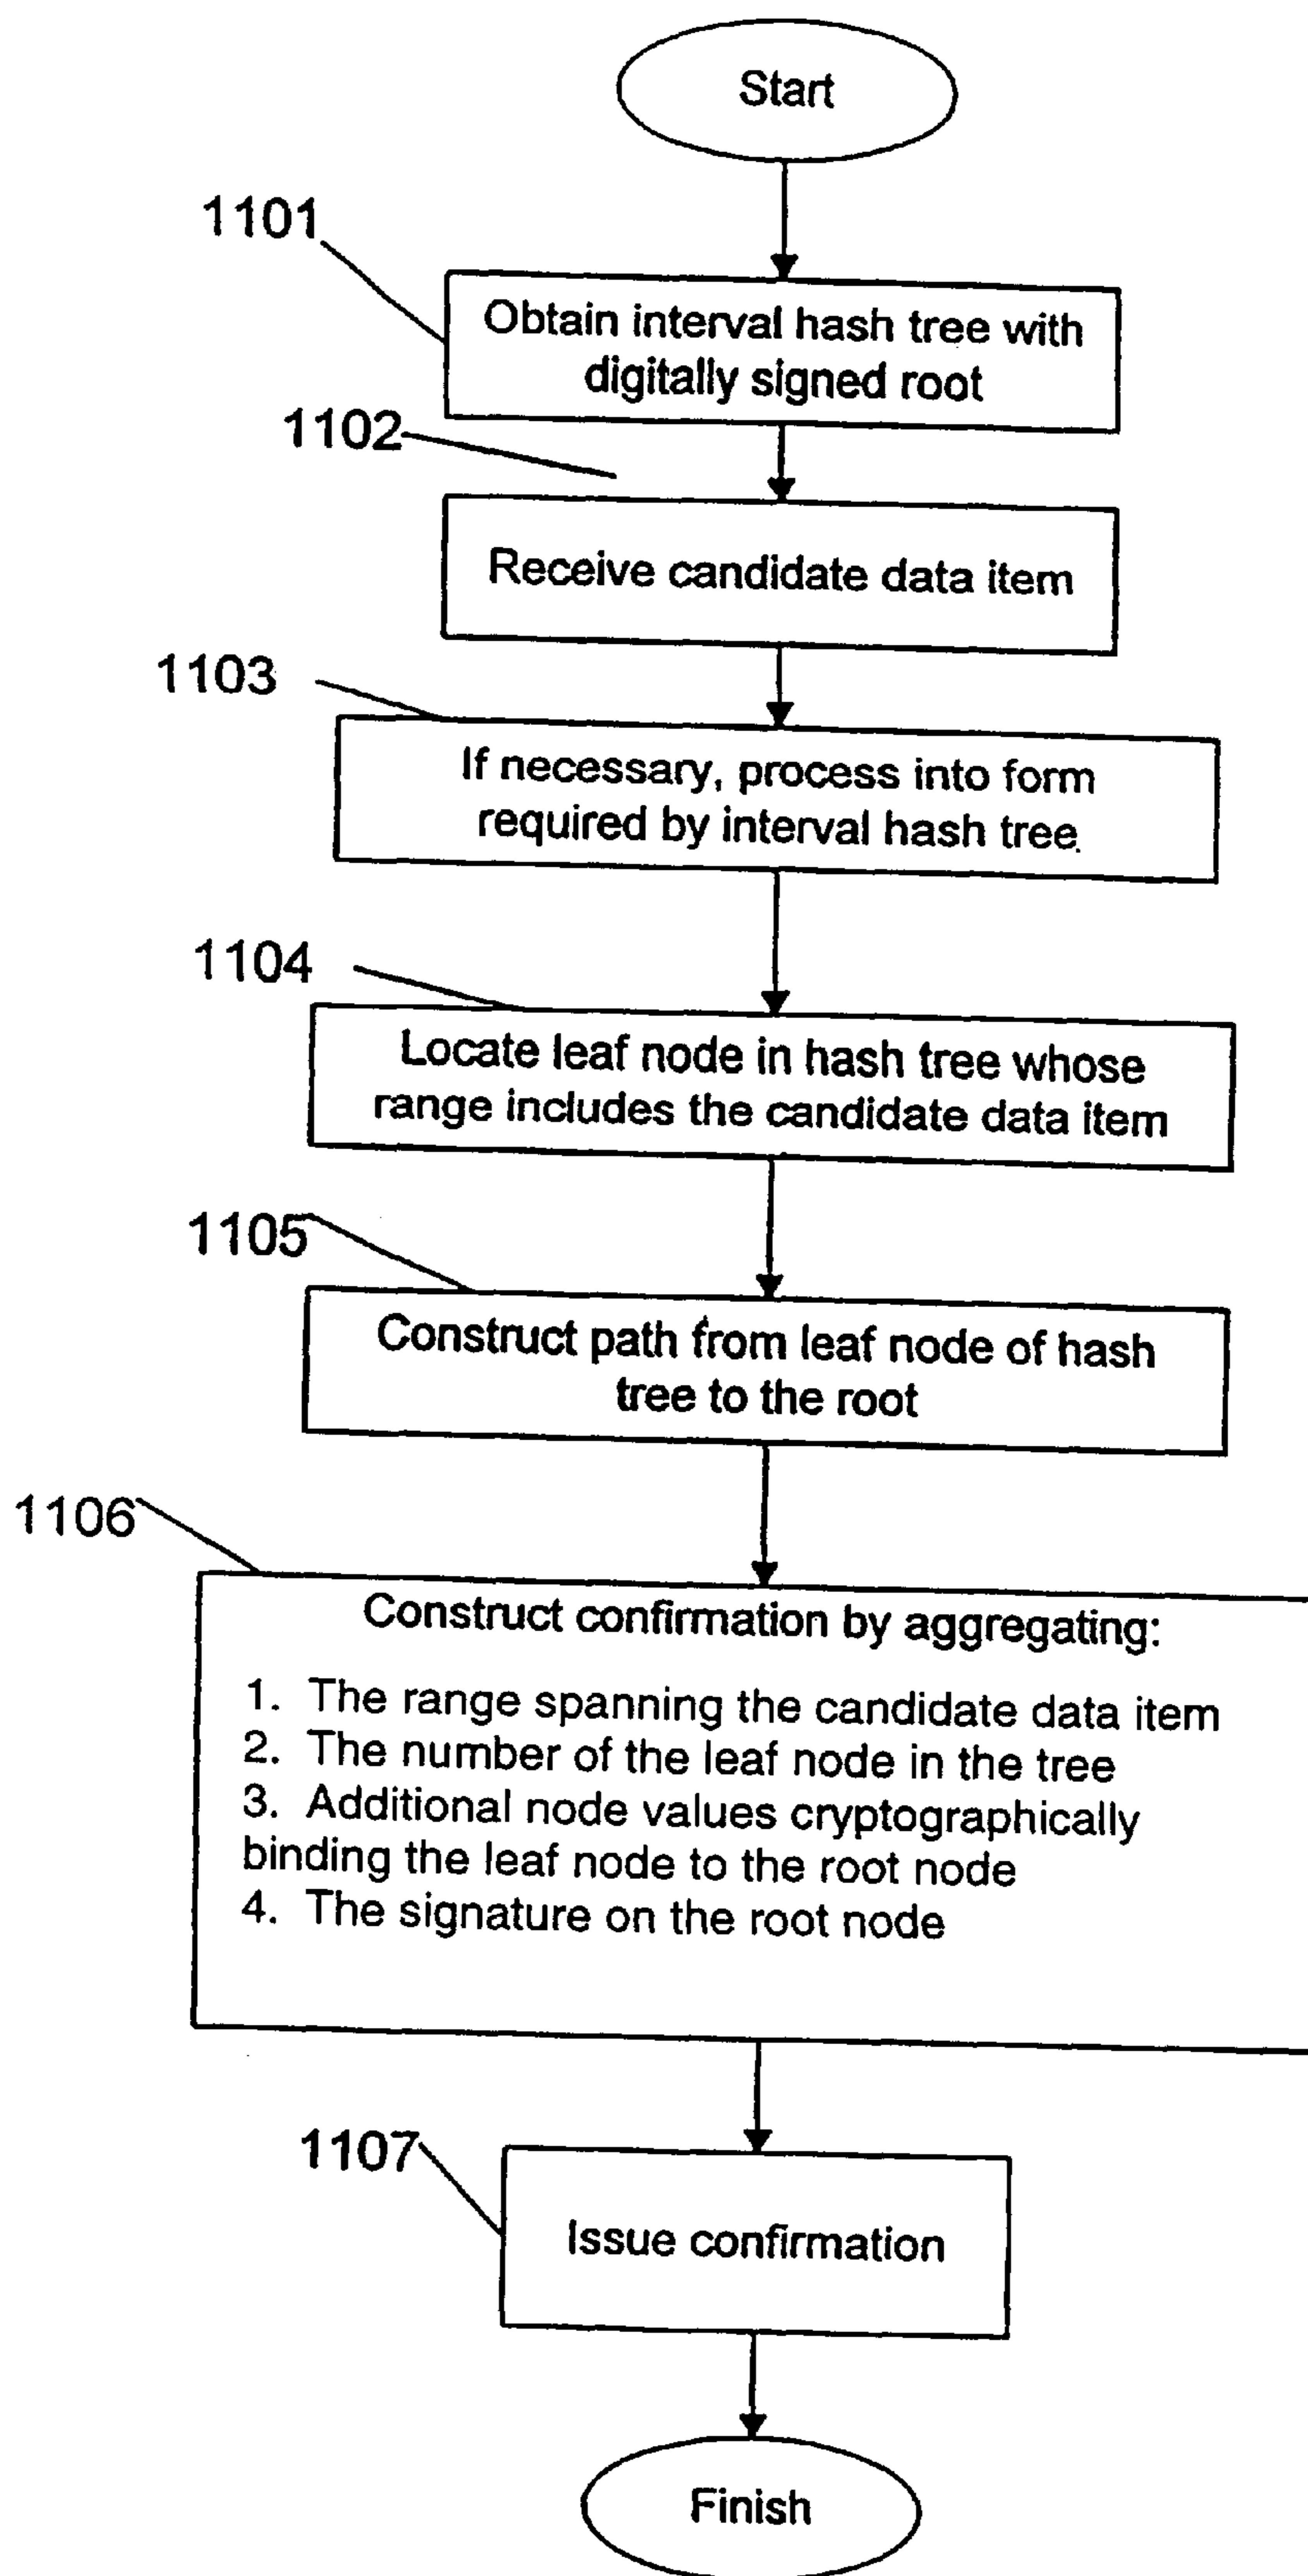 Start
1101
Obtain interval hash tree with
digitally signed root
1102
Receive candidate data item
1103
If necessary, process into form
required by interval hash tree.
1104
Locate leaf node in hash tree whose
range includes the candidate data item
1105
Construct path from leaf node of hash
tree to the root
1106
Construct confirmation by aggregating:
1. The range spanning the candidate data item
2. The number of the leaf node in the tree
3. Additional node values cryptographically
binding the leaf node to the root node
4. The signature on the root node
1107
Issue confirmation
Finish